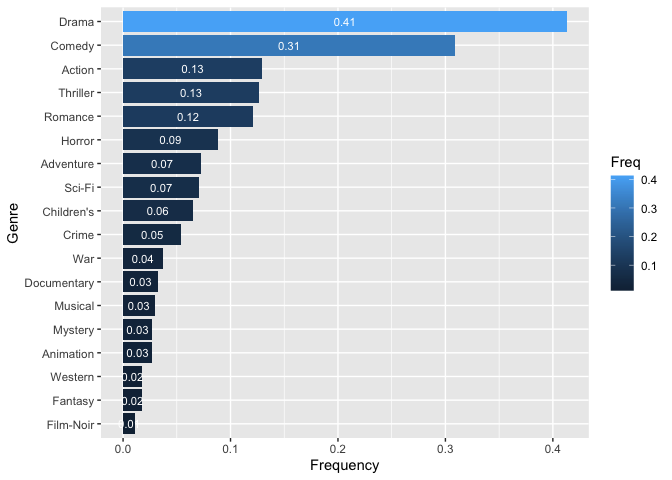 Drama 0.41
Comedy 0.31
Action 0.13
Thriller 0.13
Romance 0.12
Horror 0.09
Adventure 0.07
Sci-Fi 0.07
Children's 0.06
Crime 0.05
War 0.04
Documentary 0.03
Musical 0.03
Mystery 0.03
Animation 0.03
Western 0.02
Fantasy 0.02
Film-Noir
0.0 0.1 0.2 0.3 0.4
Frequency
Genre
Freq
0.4
0.3
0.2
0.1